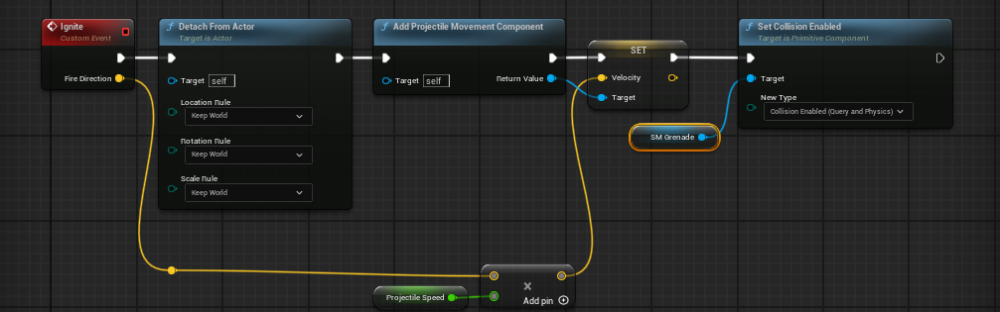 Ignite
Custom Event
Fire Direction
Detach From Actor
Target is Actor
Target self
Location Rule
Keep World
Rotation Rule
Keep World
Scale Rule
Keep World
Add Projectile Movement Component
Target self
Return Value
SET
Velocity
Target
SM Grenade
Set Collision Enabled
Target is Primitive Component
Target
New Type
Collision Enabled (Query and Physics)
Projectile Speed
×
Add pin